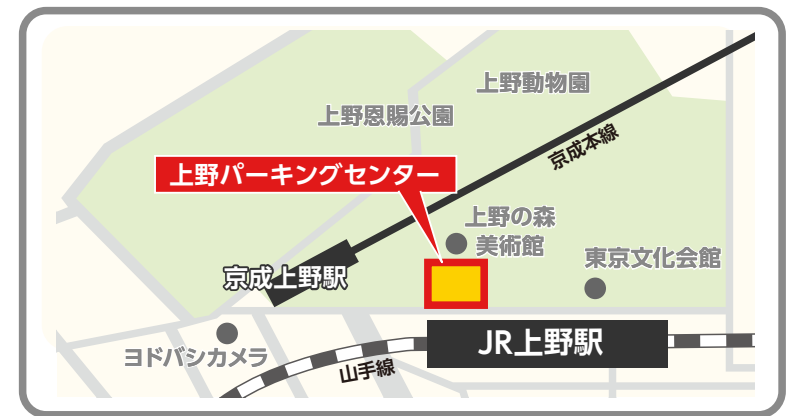 上野動物園
上野恩賜公園
京成本線
上野パーキングセンター
上野の森
美術館
東京文化会館
京成上野駅
JR上野駅
ヨドバシカメラ
山手線